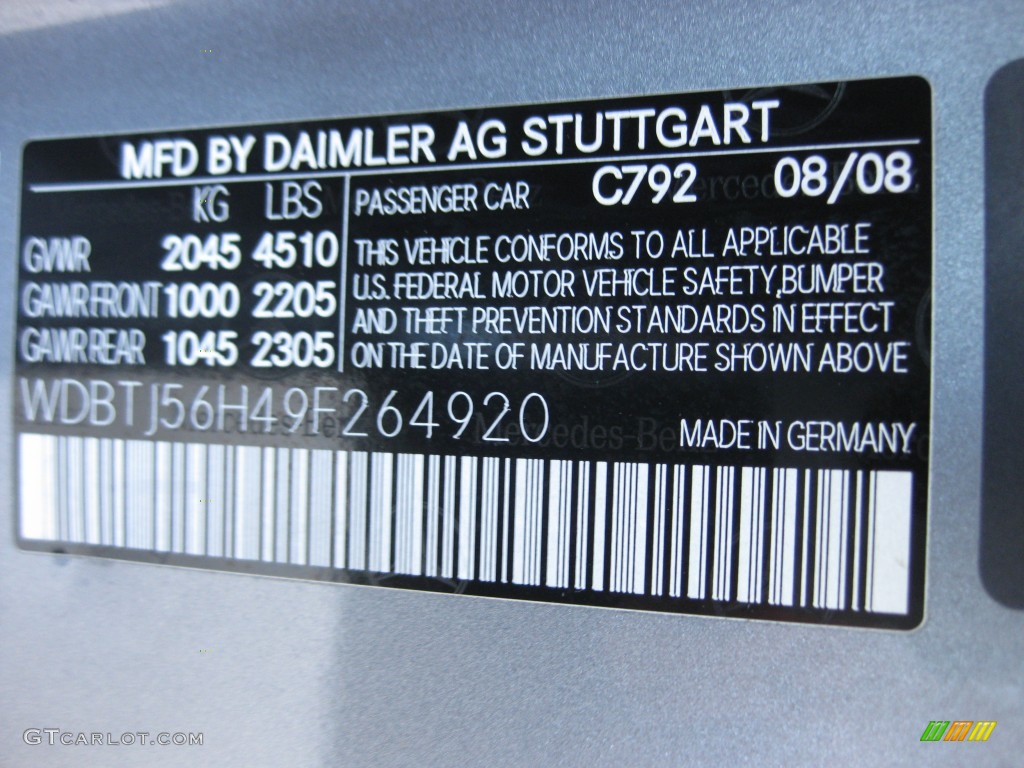 MFD BY DAIMLER AG STUTTGART
KG LBS
GVWR 2045 4510
GAWR FRONT 1000 2205
GAWR REAR 1045 2305
PASSENGER CAR C792 08/08
THIS VEHICLE CONFORMS TO ALL APPLICABLE
U.S. FEDERAL MOTOR VEHICLE SAFETY,BUMPER
AND THEFT PREVENTION STANDARDS IN EFFECT
ON THE DATE OF MANUFACTURE SHOWN ABOVE
WDBTJ56H49F264920
Mercedes-Benz
MADE IN GERMANY
GTCARLOT.COM